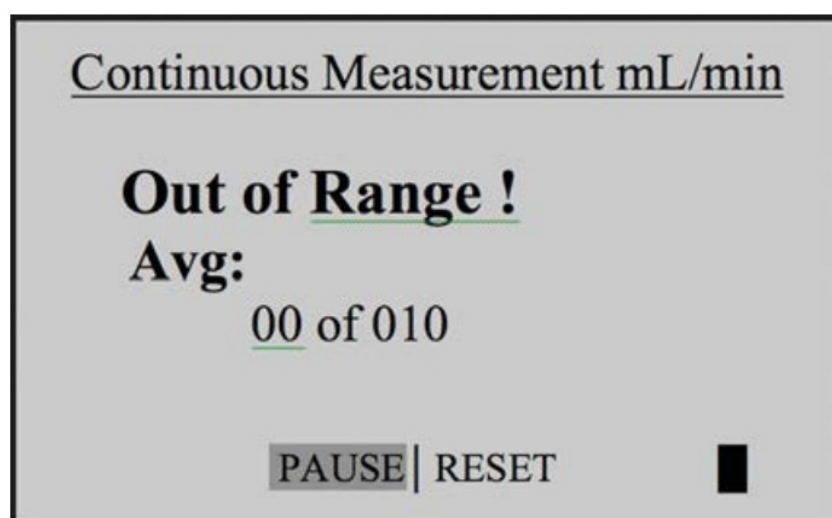 Continuous Measurement mL/min
Out of Range !
Avg:
00 of 010
PAUSE| RESET